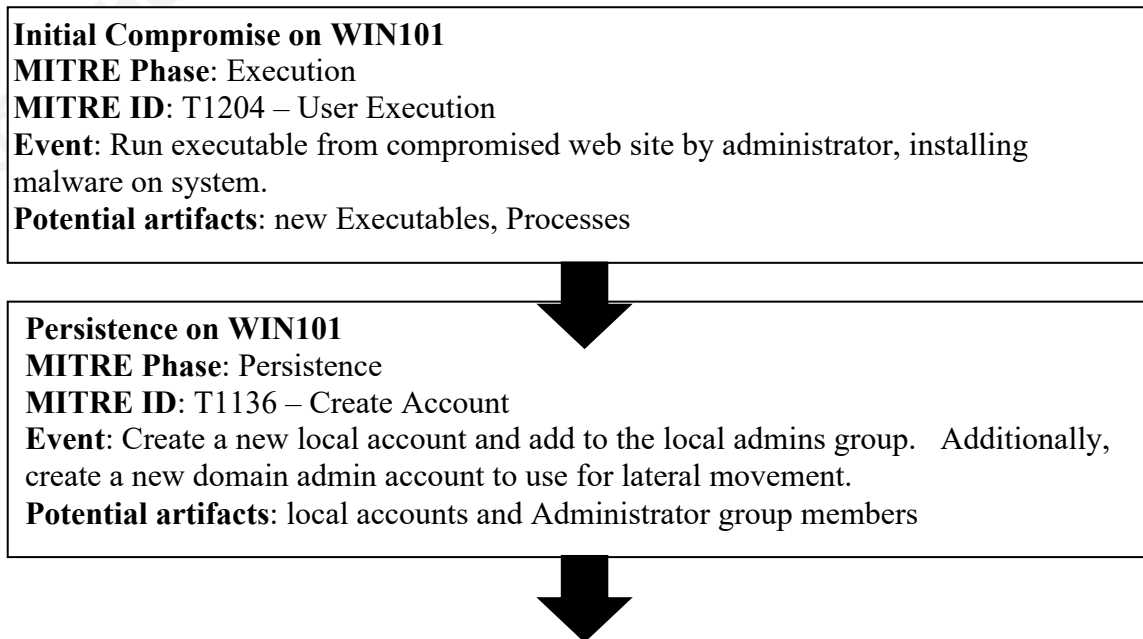 Initial Compromise on WIN101
MITRE Phase: Execution
MITRE ID: T1204 – User Execution
Event: Run executable from compromised web site by administrator, installing
malware on system.
Potential artifacts: new Executables, Processes
Persistence on WIN101
MITRE Phase: Persistence
MITRE ID: T1136 – Create Account
Event: Create a new local account and add to the local admins group.   Additionally,
create a new domain admin account to use for lateral movement.
Potential artifacts: local accounts and Administrator group members